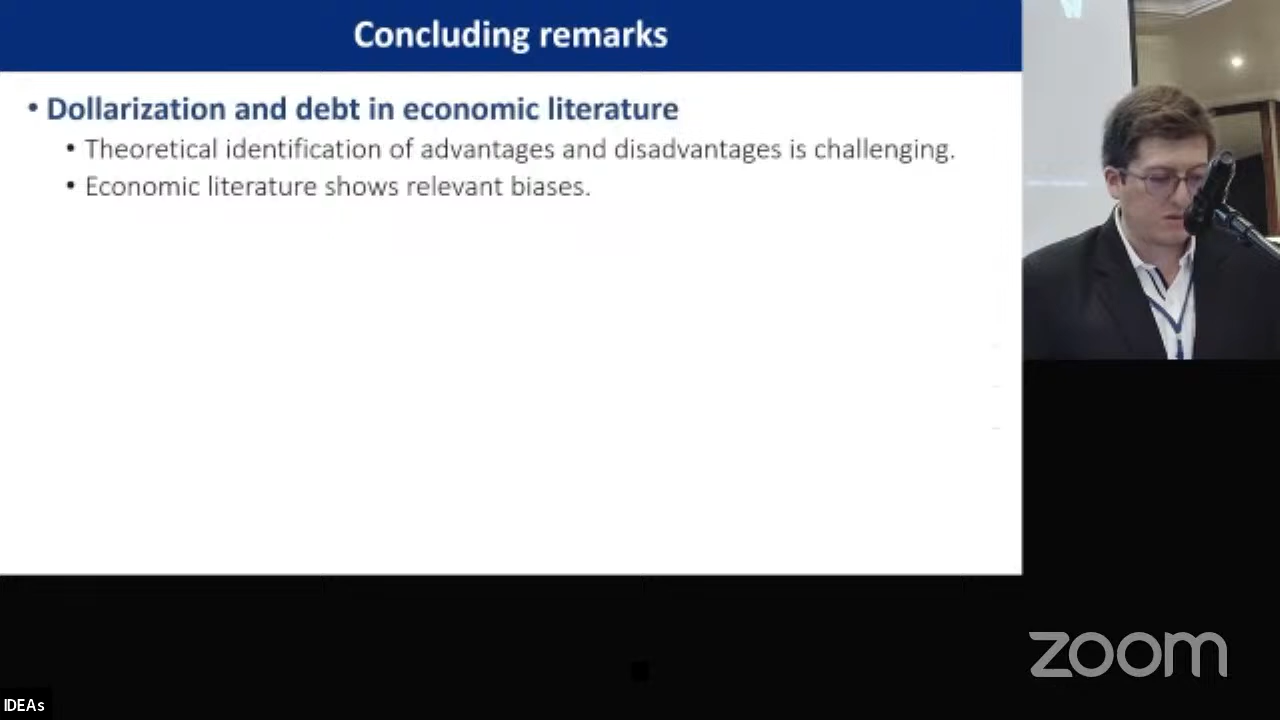 Concluding remarks
• Dollarization and debt in economic literature
• Theoretical identification of advantages and disadvantages is challenging.
• Economic literature shows relevant biases.
zoom
IDEAs